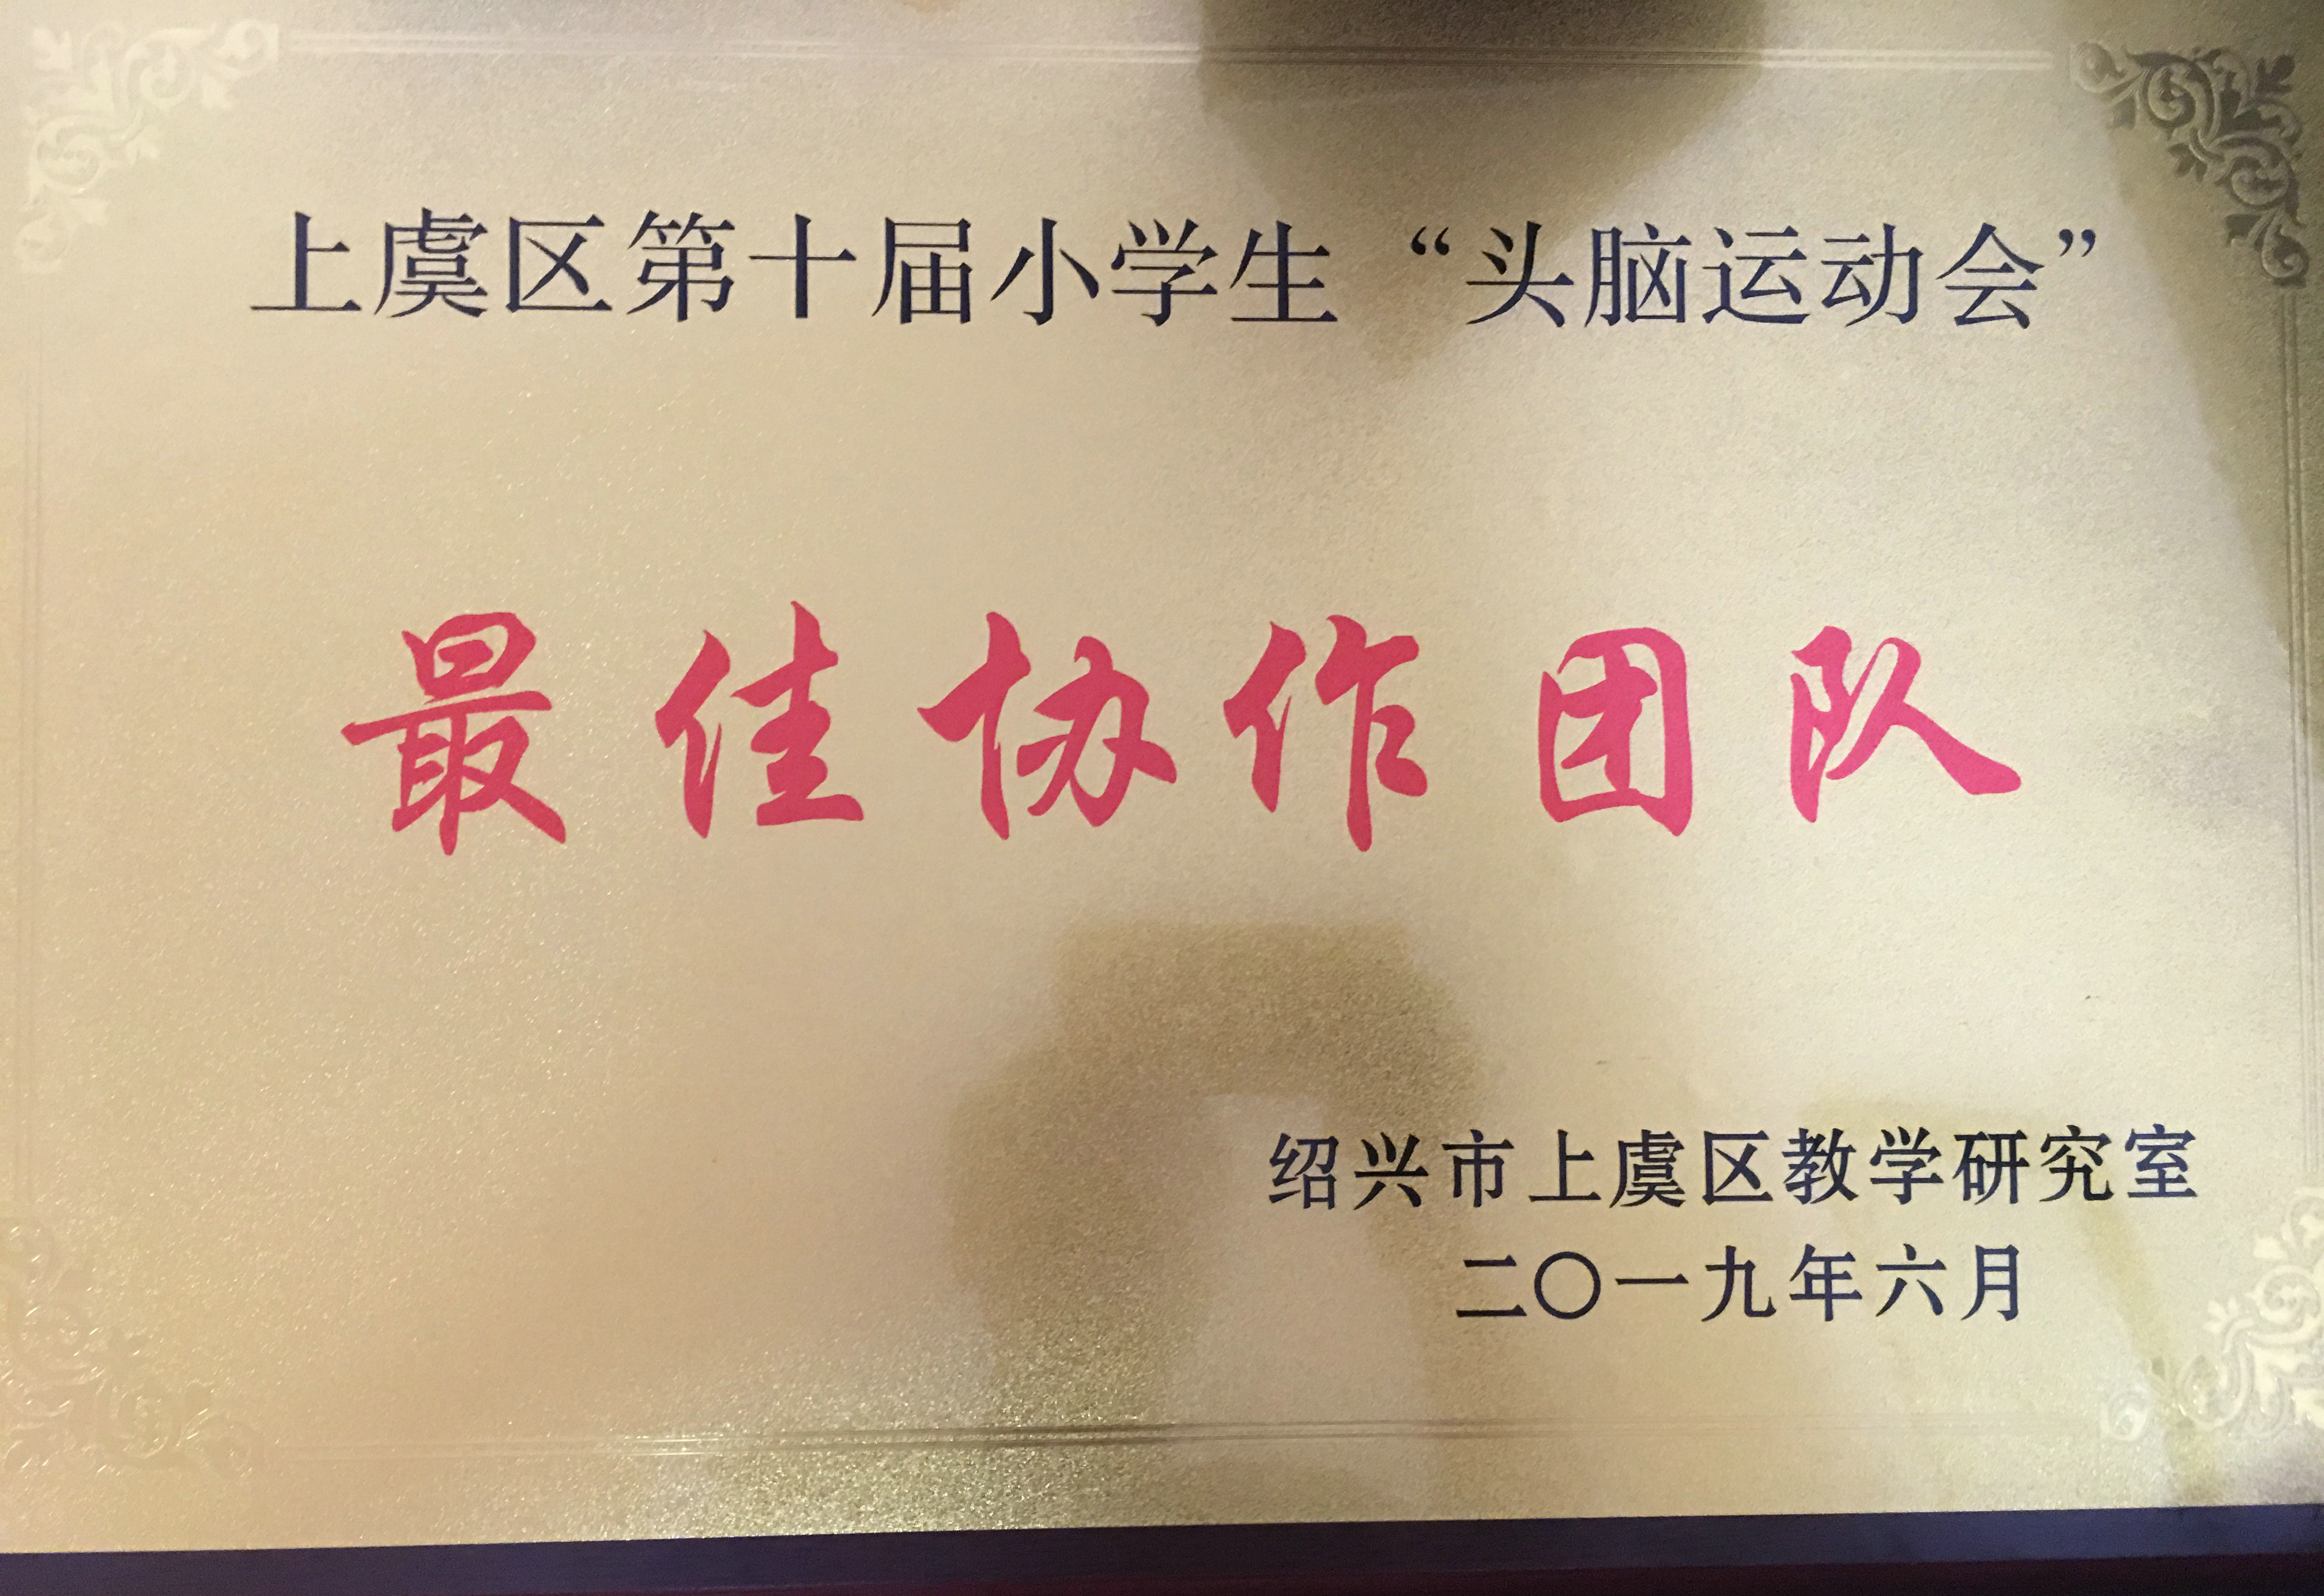 上虞区第十届小学生“头脑运动会”
最佳协作团队
绍兴市上虞区教学研究室
二〇一九年六月